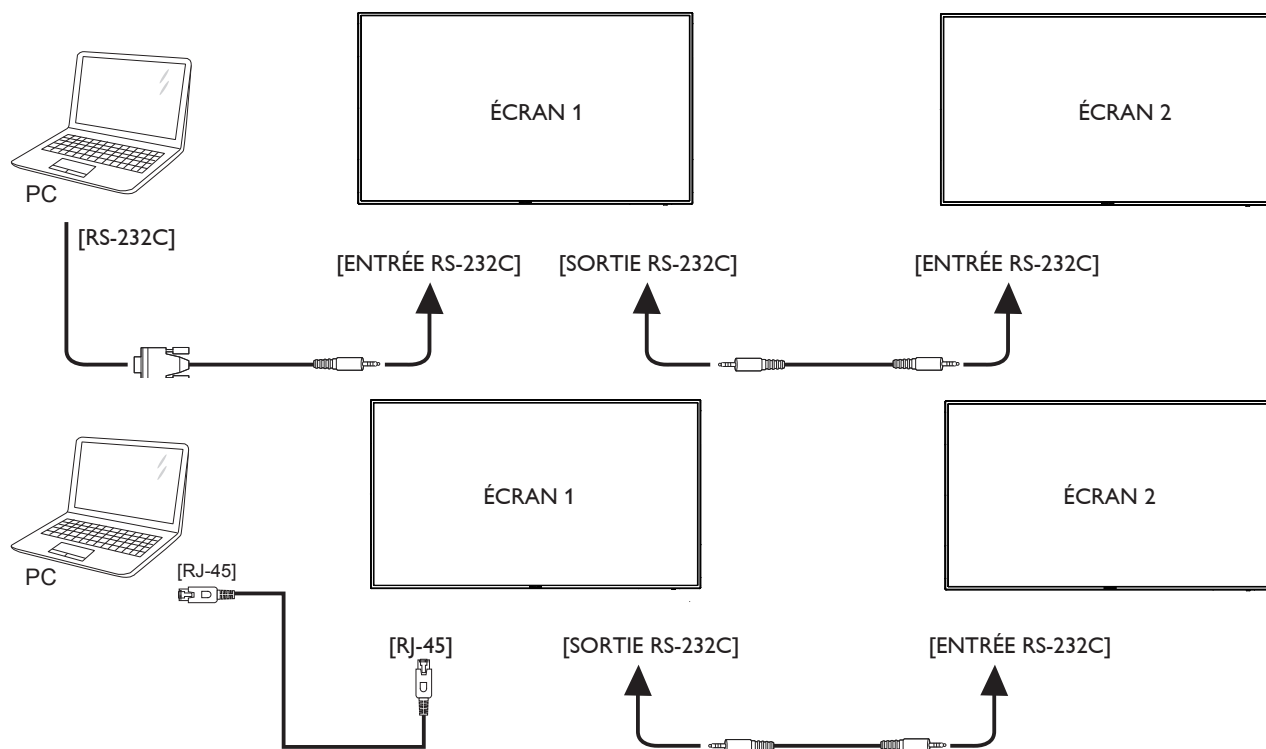 ÉCRAN 1
ÉCRAN 2
PC
[RS-232C]
[ENTRÉE RS-232C]
[SORTIE RS-232C]
[ENTRÉE RS-232C]
ÉCRAN 1
ÉCRAN 2
PC
[RJ-45]
[RJ-45]
[SORTIE RS-232C]
[ENTRÉE RS-232C]